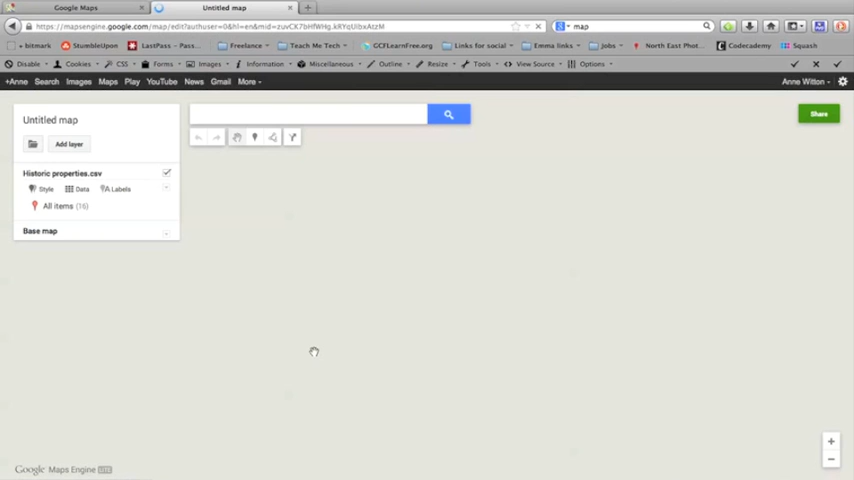 Google Maps
Untitled map
https://mapsengine.google.com/map/edit?authuser=0&hl=en&mid=zuvCK7bHfWHg.kRYqUibxAtzM
map
bitmark StumbleUpon LastPass – Pass... Freelance Teach Me Tech GCFLearnFree.org Links for social Emma links Jobs North East Phot... Codecademy Squash
Disable Cookies CSS Forms Images Information Miscellaneous Outline Resize Tools View Source Options
+Anne Search Images Maps Play YouTube News Gmail More Anne Witton
Untitled map
Share
Add layer
Historic properties.csv
Style Data Labels
All items (16)
Base map
+
−
Google Maps Engine LITE